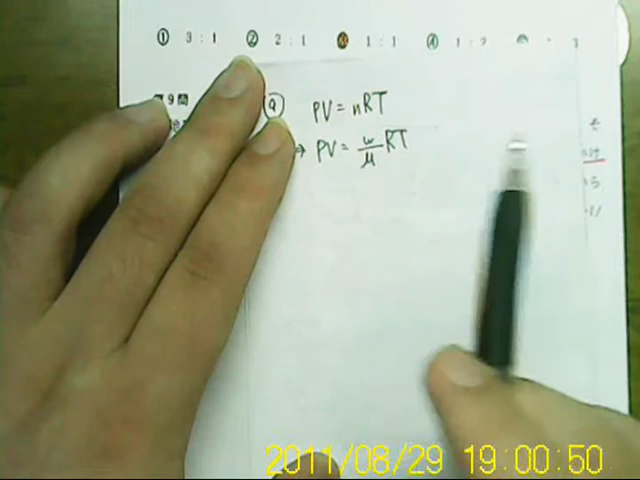 ① 3：1 ② 2：1 ③ 1：1 ④ 1：2
第9問
ⓐ PV = nRT
⇒ PV = w/M RT
2011/08/29 19:00:50